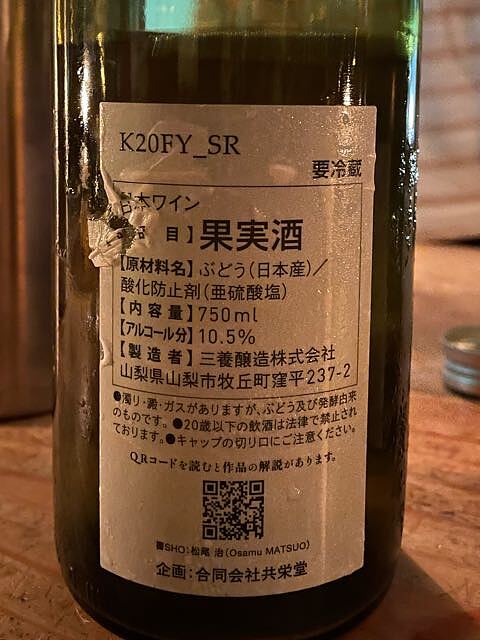 K20FY_SR
要冷蔵
日本ワイン
目】果実酒
【原材料名】ぶどう(日本産)／
酸化防止剤(亜硫酸塩)
【内容量】750ml
【アルコール分】10.5%
【製造者】三養醸造株式会社
山梨県山梨市牧丘町窪平237-2
●濁り・澱・ガスがありますが、ぶどう及び発酵由来
のものです。●20歳以下の飲酒は法律で禁止され
ております。●キャップの切り口にご注意ください。
QRコードを読むと作品の解説があります。
書SHO:松尾 治(Osamu MATSUO)
企画:合同会社共栄堂